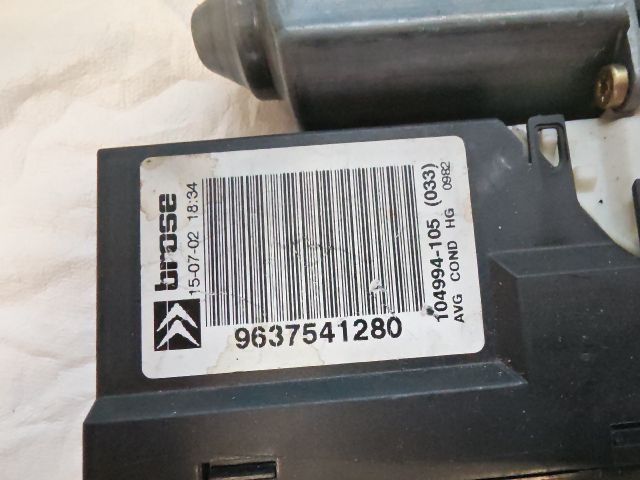 brose
15-07-02 18:34
9637541280
104994-105 (033)
AVG COND HG 0982